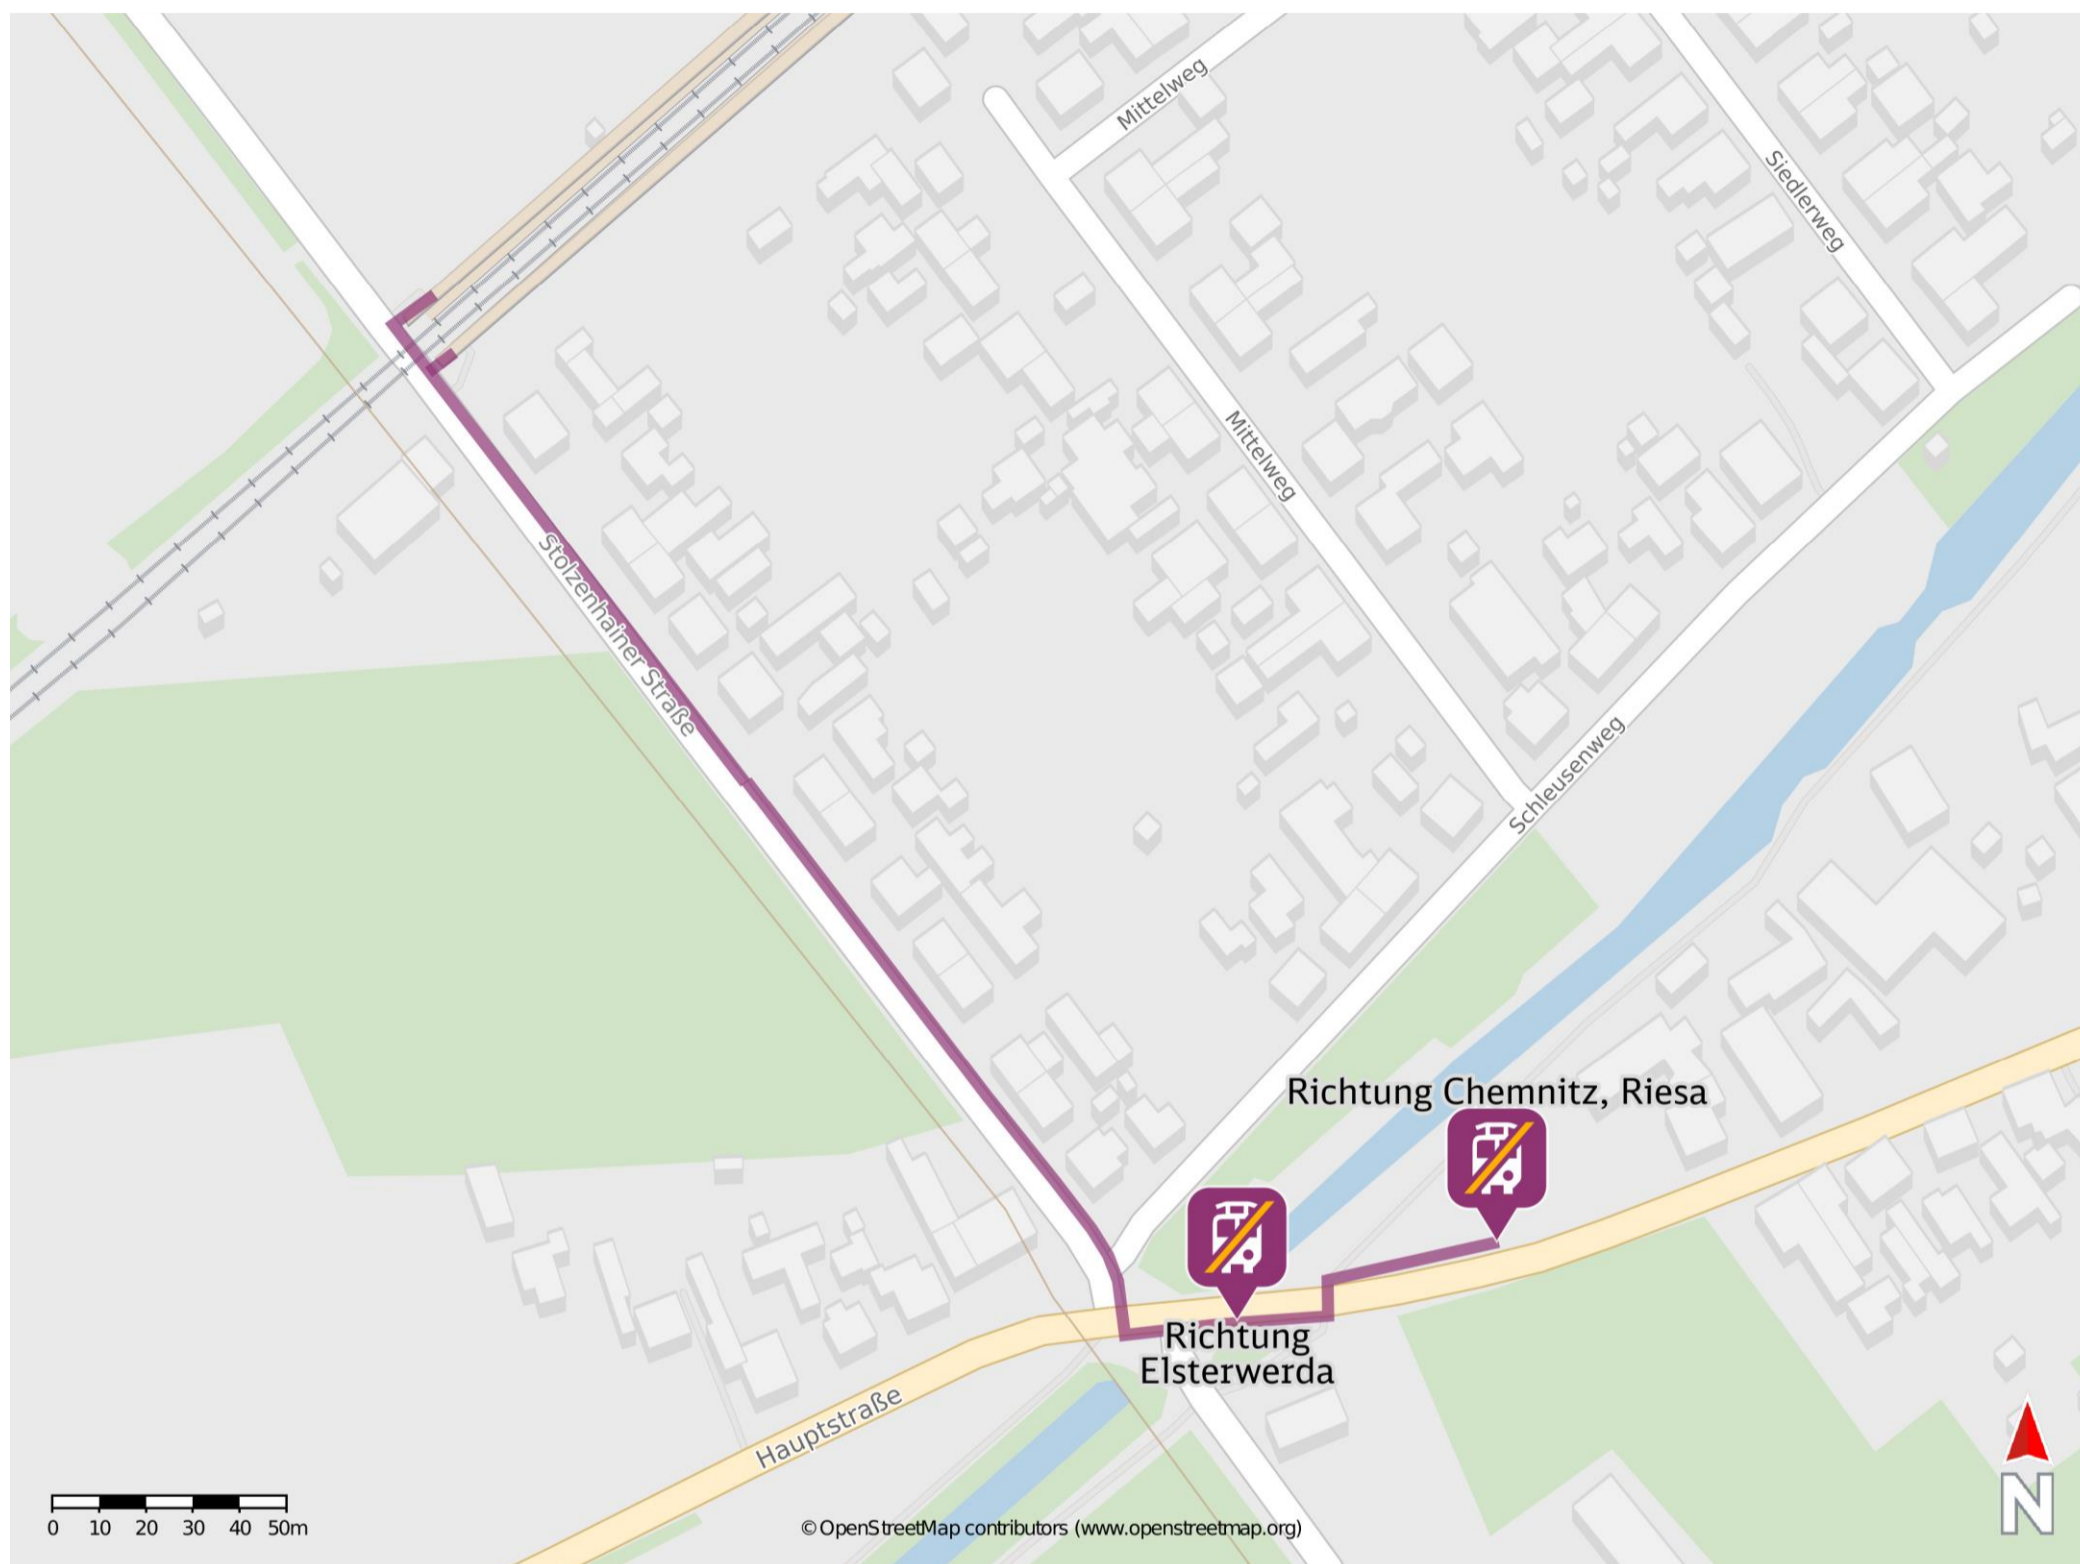 Mittelweg
Siedlerweg
Mittelweg
Stolzenhainer Straße
Schleusenweg
Richtung Chemnitz, Riesa
Richtung
Elsterwerda
Hauptstraße
N
0 10 20 30 40 50m
© OpenStreetMap contributors (www.openstreetmap.org)